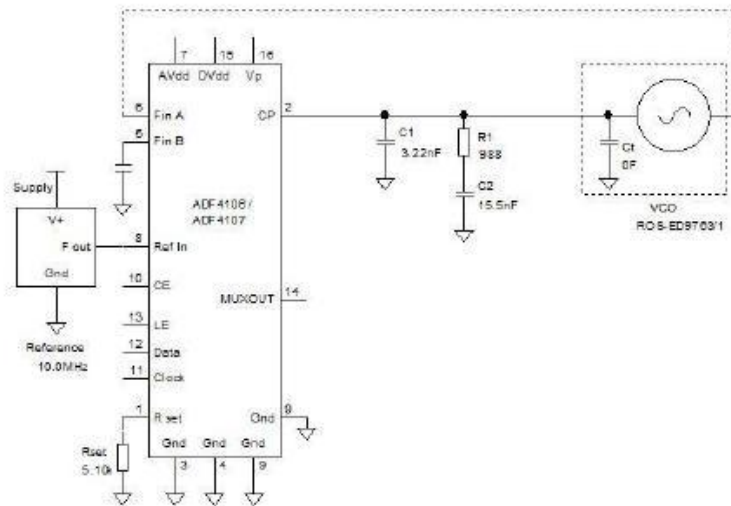 7 15 16
AVdd DVdd Vp
6 Fin A CP 2
5 Fin B
C1
3.22nF
R1
988
Ct
0F
C2
15.5nF
VCO
ROS-ED9763/1
Supply
V+
F out
Gnd
ADF4106/
ADF4107
8 Ref In
10 CE
MUXOUT 14
13 LE
Reference
10.0MHz
12 Data
11 Clock
1 Rset Gnd 9
Rset
5.10k
Gnd Gnd Gnd
3 4 9